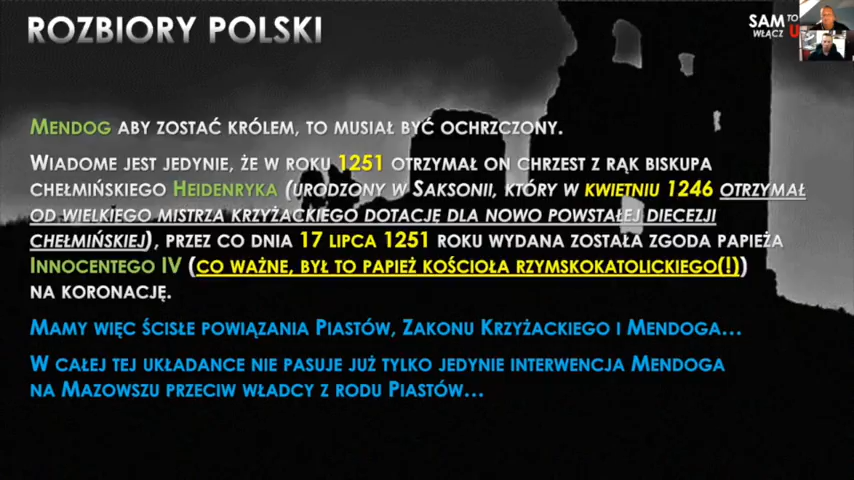 ROZBIORY POLSKI
SAM TO
WŁĄCZ U
MENDOG ABY ZOSTAĆ KRÓLEM, TO MUSIAŁ BYĆ OCHRZCZONY.
WIADOME JEST JEDYNIE, ŻE W ROKU 1251 OTRZYMAŁ ON CHRZEST Z RĄK BISKUPA
CHEŁMIŃSKIEGO HEIDENRYKA (URODZONY W SAKSONII, KTÓRY W KWIETNIU 1246 OTRZYMAŁ
OD WIELKIEGO MISTRZA KRZYŻACKIEGO DOTACJĘ DLA NOWO POWSTAŁEJ DIECEZJI
CHEŁMIŃSKIEJ), PRZEZ CO DNIA 17 LIPCA 1251 ROKU WYDANA ZOSTAŁA ZGODA PAPIEŻA
INNOCENTEGO IV (CO WAŻNE, BYŁ TO PAPIEŻ KOŚCIOŁA RZYMSKOKATOLICKIEGO(!))
NA KORONACJĘ.
MAMY WIĘC ŚCISŁE POWIĄZANIA PIASTÓW, ZAKONU KRZYŻACKIEGO I MENDOGA...
W CAŁEJ TEJ UKŁADANCE NIE PASUJE JUŻ TYLKO JEDYNIE INTERWENCJA MENDOGA
NA MAZOWSZU PRZECIW WŁADCY Z RODU PIASTÓW...